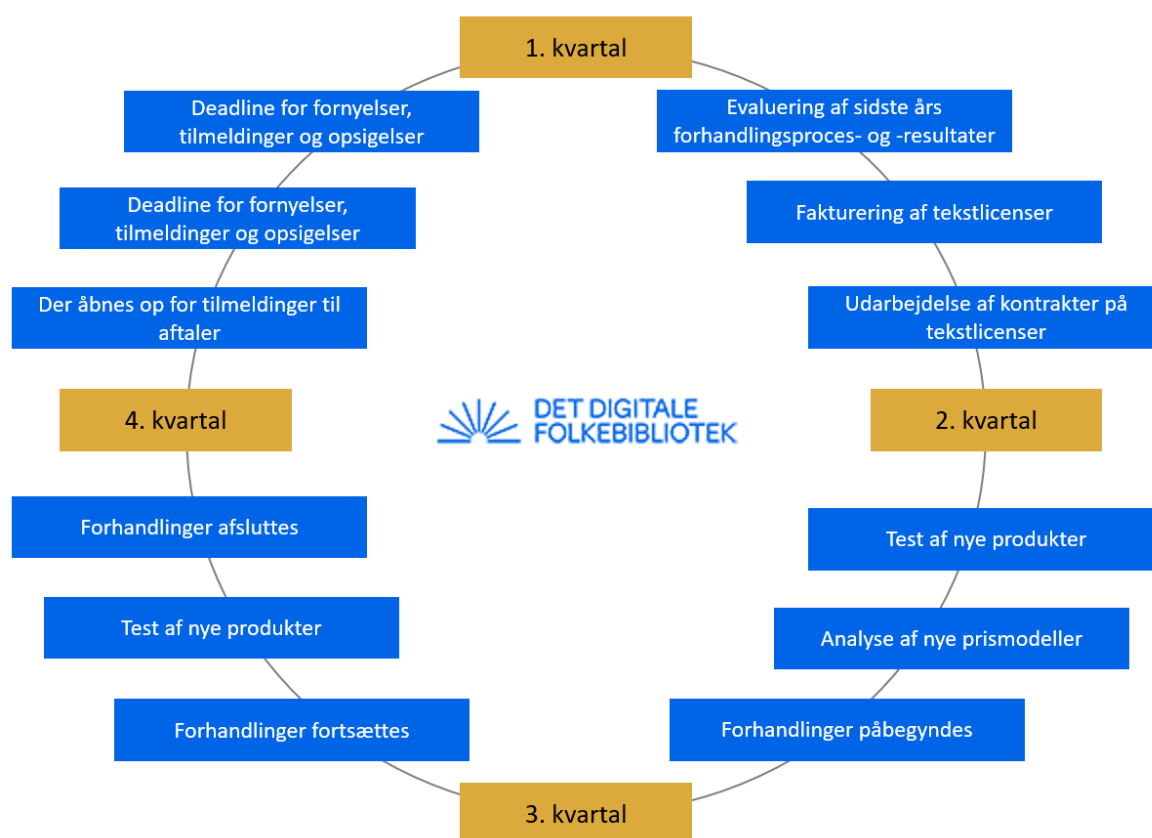 1. kvartal
Evaluering af sidste års
forhandlingsproces- og -resultater
Fakturering af tekstlicenser
Udarbejdelse af kontrakter på
tekstlicenser
2. kvartal
Test af nye produkter
Analyse af nye prismodeller
Forhandlinger påbegyndes
3. kvartal
Forhandlinger fortsættes
Test af nye produkter
Forhandlinger afsluttes
4. kvartal
Der åbnes op for tilmeldinger til
aftaler
Deadline for fornyelser,
tilmeldinger og opsigelser
Deadline for fornyelser,
tilmeldinger og opsigelser
DET DIGITALE
FOLKEBIBLIOTEK